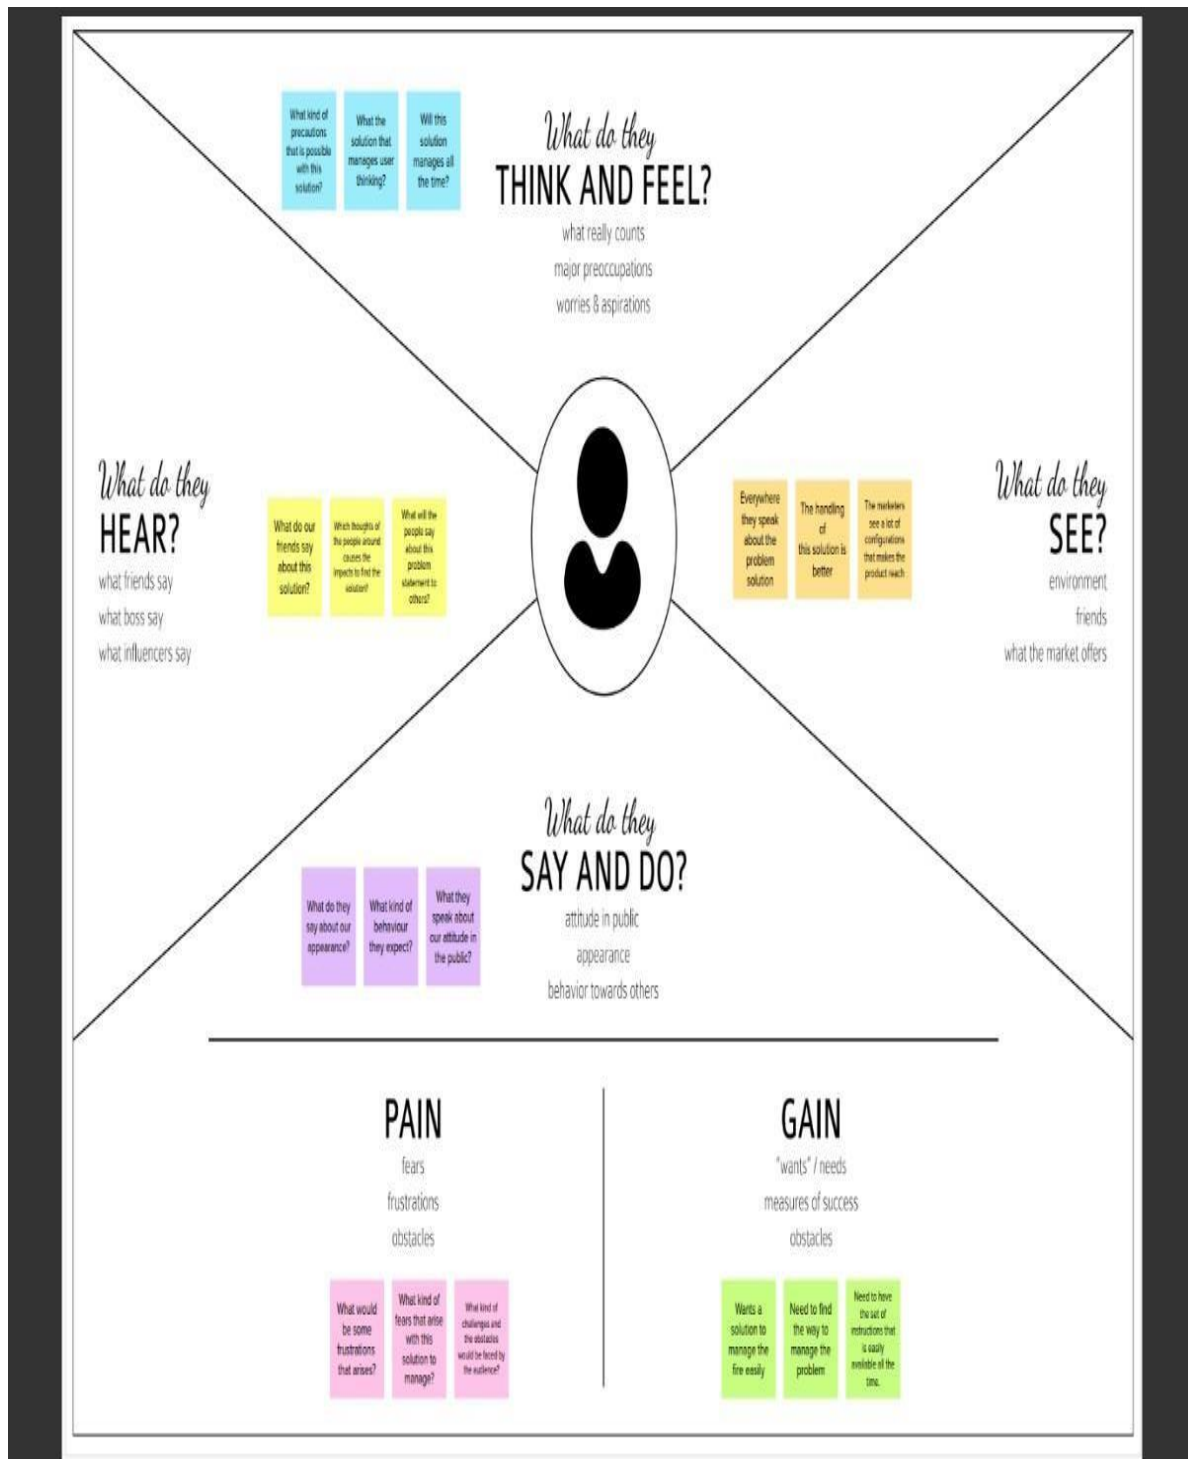 What kind of
precautions
that is possible
with this
solution?
What the
solution that
manages user
thinking?
Will this
solution
manages all
the time?
What do they
THINK AND FEEL?
what really counts
major preoccupations
worries & aspirations
What do they
HEAR?
what friends say
what boss say
what influencers say
What do our
friends say
about this
solution?
Which thoughts of
the people around
causes the
impacts to find the
solution?
What will the
people say
about this
problem
statement to
others?
Everywhere
they speak
about the
problem
solution
The handling
of
this solution is
better
The marketers
see a lot of
configurations
that makes the
product reach
What do they
SEE?
environment
friends
what the market offers
What do they
SAY AND DO?
attitude in public
appearance
behavior towards others
What do they
say about our
appearance?
What kind of
behaviour
they expect?
What they
speak about
our attitude in
the public?
PAIN
fears
frustrations
obstacles
What would
be some
frustrations
that arises?
What kind of
fears that arise
with this
solution to
manage?
What kind of
challenges and
the obstacles
would be faced by
the audience?
GAIN
"wants" / needs
measures of success
obstacles
Wants a
solution to
manage the
fire easily
Need to find
the way to
manage the
problem
Need to have
the set of
instructions that
is easily
available all the
time.